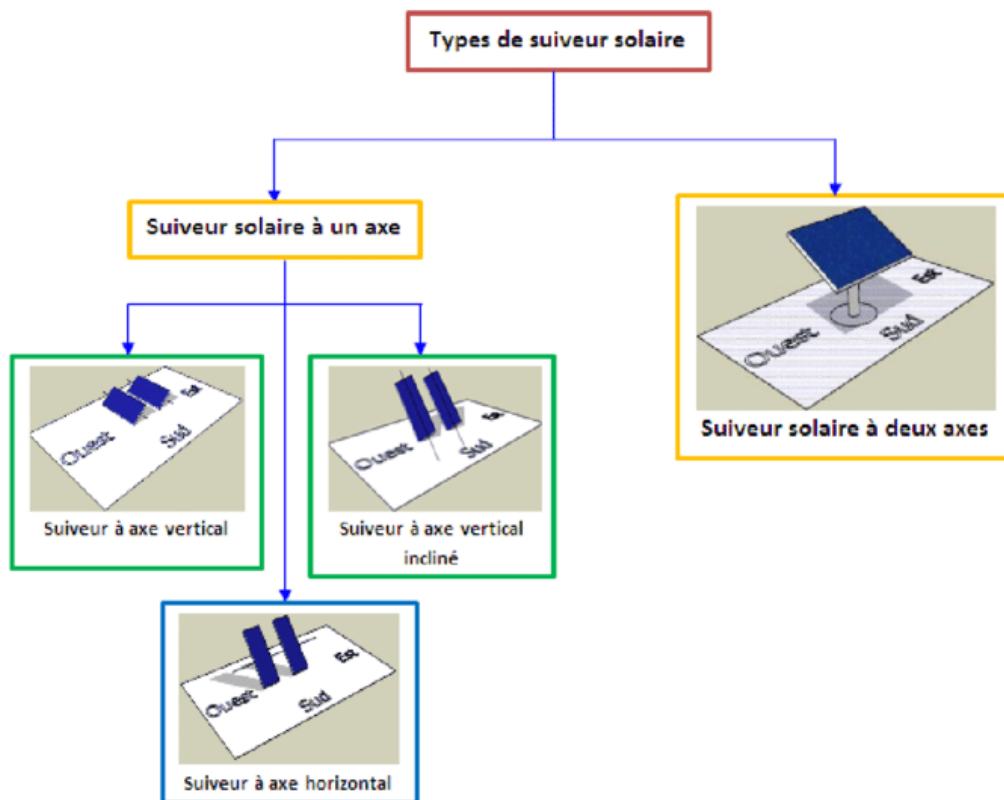 Types de suiveur solaire
Suiveur solaire à un axe
Ouest
Sud
Est
Suiveur solaire à deux axes
Ouest
Sud
Est
Suiveur à axe vertical
Ouest
Sud
Est
Suiveur à axe vertical
incliné
Ouest
Sud
Est
Suiveur à axe horizontal